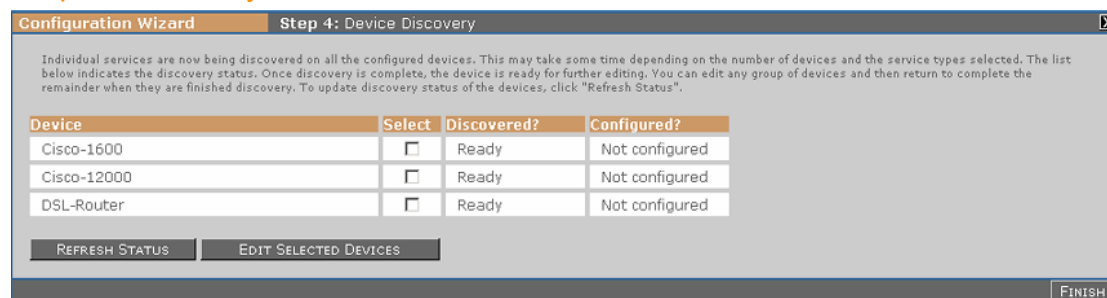 Configuration Wizard Step 4: Device Discovery
Individual services are now being discovered on all the configured devices. This may take some time depending on the number of devices and the service types selected. The list
below indicates the discovery status. Once discovery is complete, the device is ready for further editing. You can edit any group of devices and then return to complete the
remainder when they are finished discovery. To update discovery status of the devices, click "Refresh Status".
Device Select Discovered? Configured?
Cisco-1600 Ready Not configured
Cisco-12000 Ready Not configured
DSL-Router Ready Not configured
REFRESH STATUS EDIT SELECTED DEVICES
FINISH